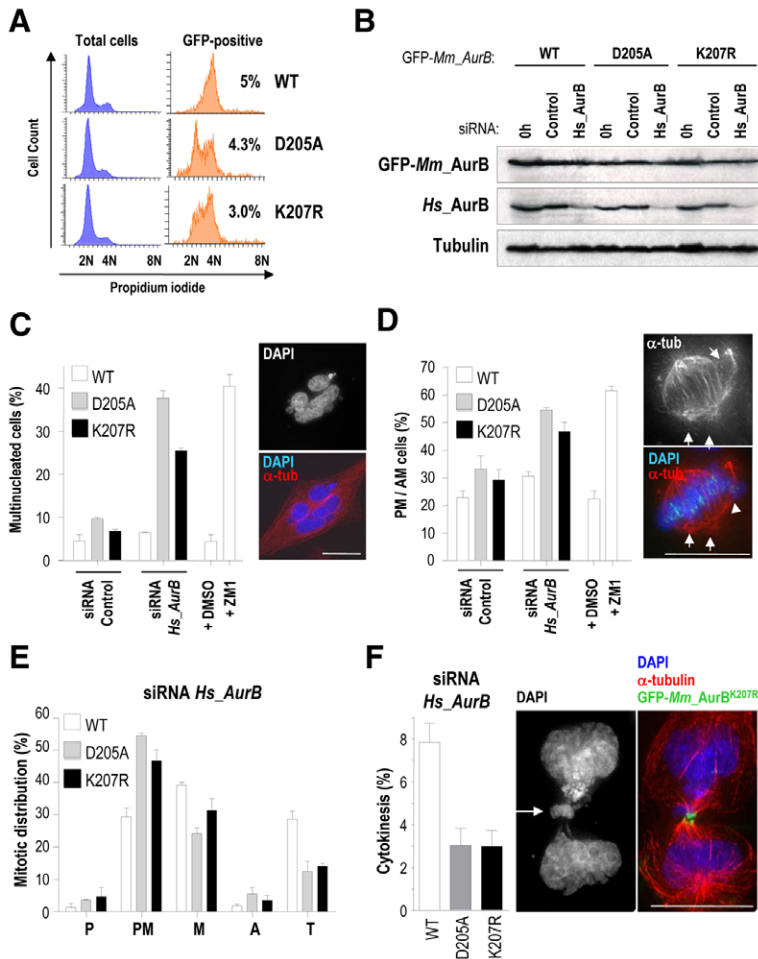 A
Total cells
GFP-positive
5%
WT
4.3%
D205A
3.0%
K207R
Cell Count
2N 4N 8N
2N 4N 8N
Propidium iodide
B
GFP-Mm_AurB:
WT
D205A
K207R
siRNA:
0h
Control
Hs_AurB
0h
Control
Hs_AurB
0h
Control
Hs_AurB
GFP-Mm_AurB
Hs_AurB
Tubulin
C
Multinucleated cells (%)
40
30
20
10
0
WT
D205A
K207R
siRNA
Control
siRNA
Hs_AurB
+ DMSO
+ ZM1
DAPI
DAPI
α-tub
D
PM / AM cells (%)
70
60
50
40
30
20
10
0
WT
D205A
K207R
siRNA
Control
siRNA
Hs_AurB
+ DMSO
+ ZM1
α-tub
DAPI
α-tub
E
siRNA Hs_AurB
Mitotic distribution (%)
60
50
40
30
20
10
0
WT
D205A
K207R
P PM M A T
F
siRNA
Hs_AurB
Cytokinesis (%)
8
6
4
2
0
WT
D205A
K207R
DAPI
DAPI
α-tubulin
GFP-Mm_AurBK207R